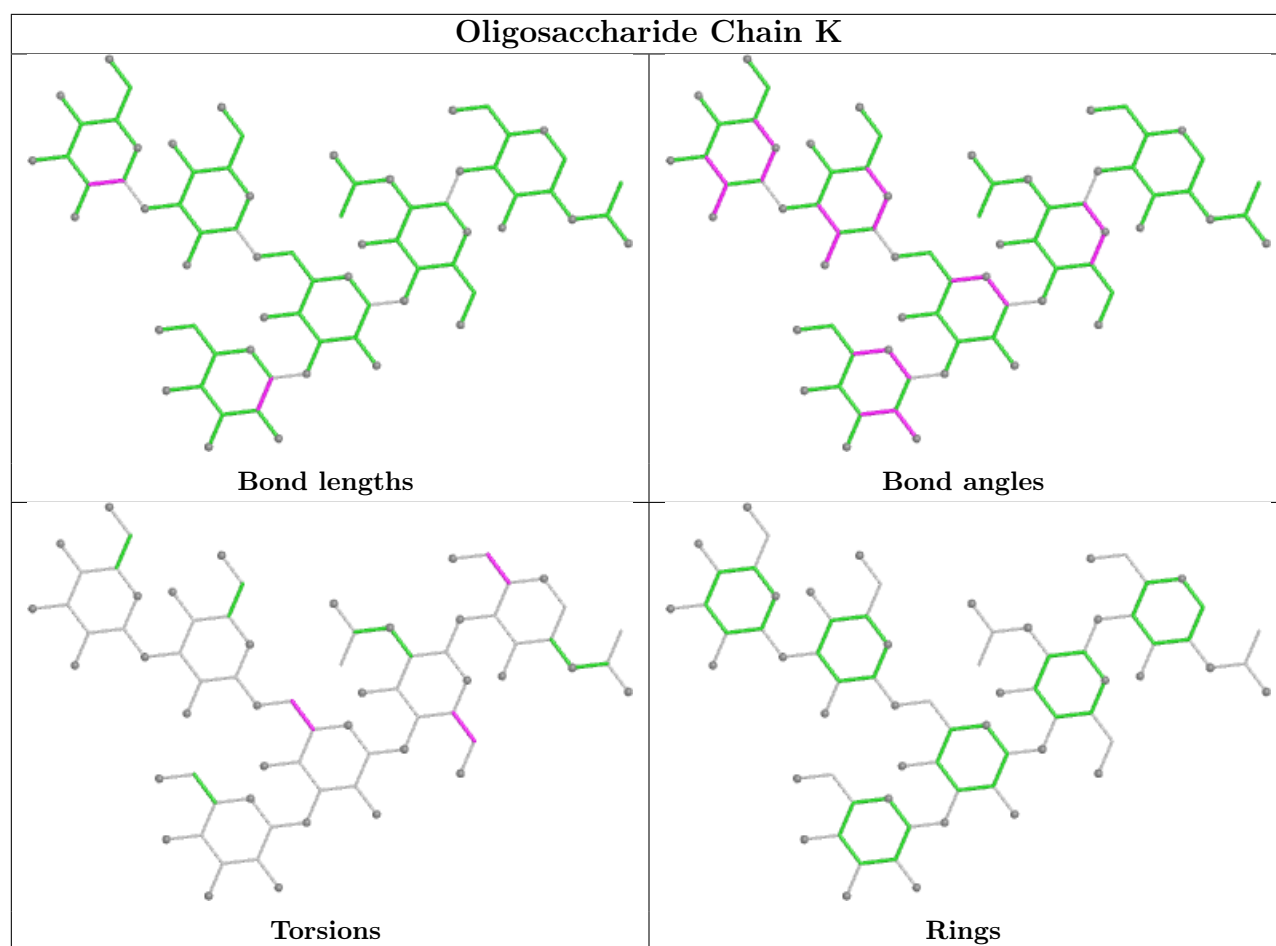 Oligosaccharide Chain K
Bond lengths
Bond angles
Torsions
Rings